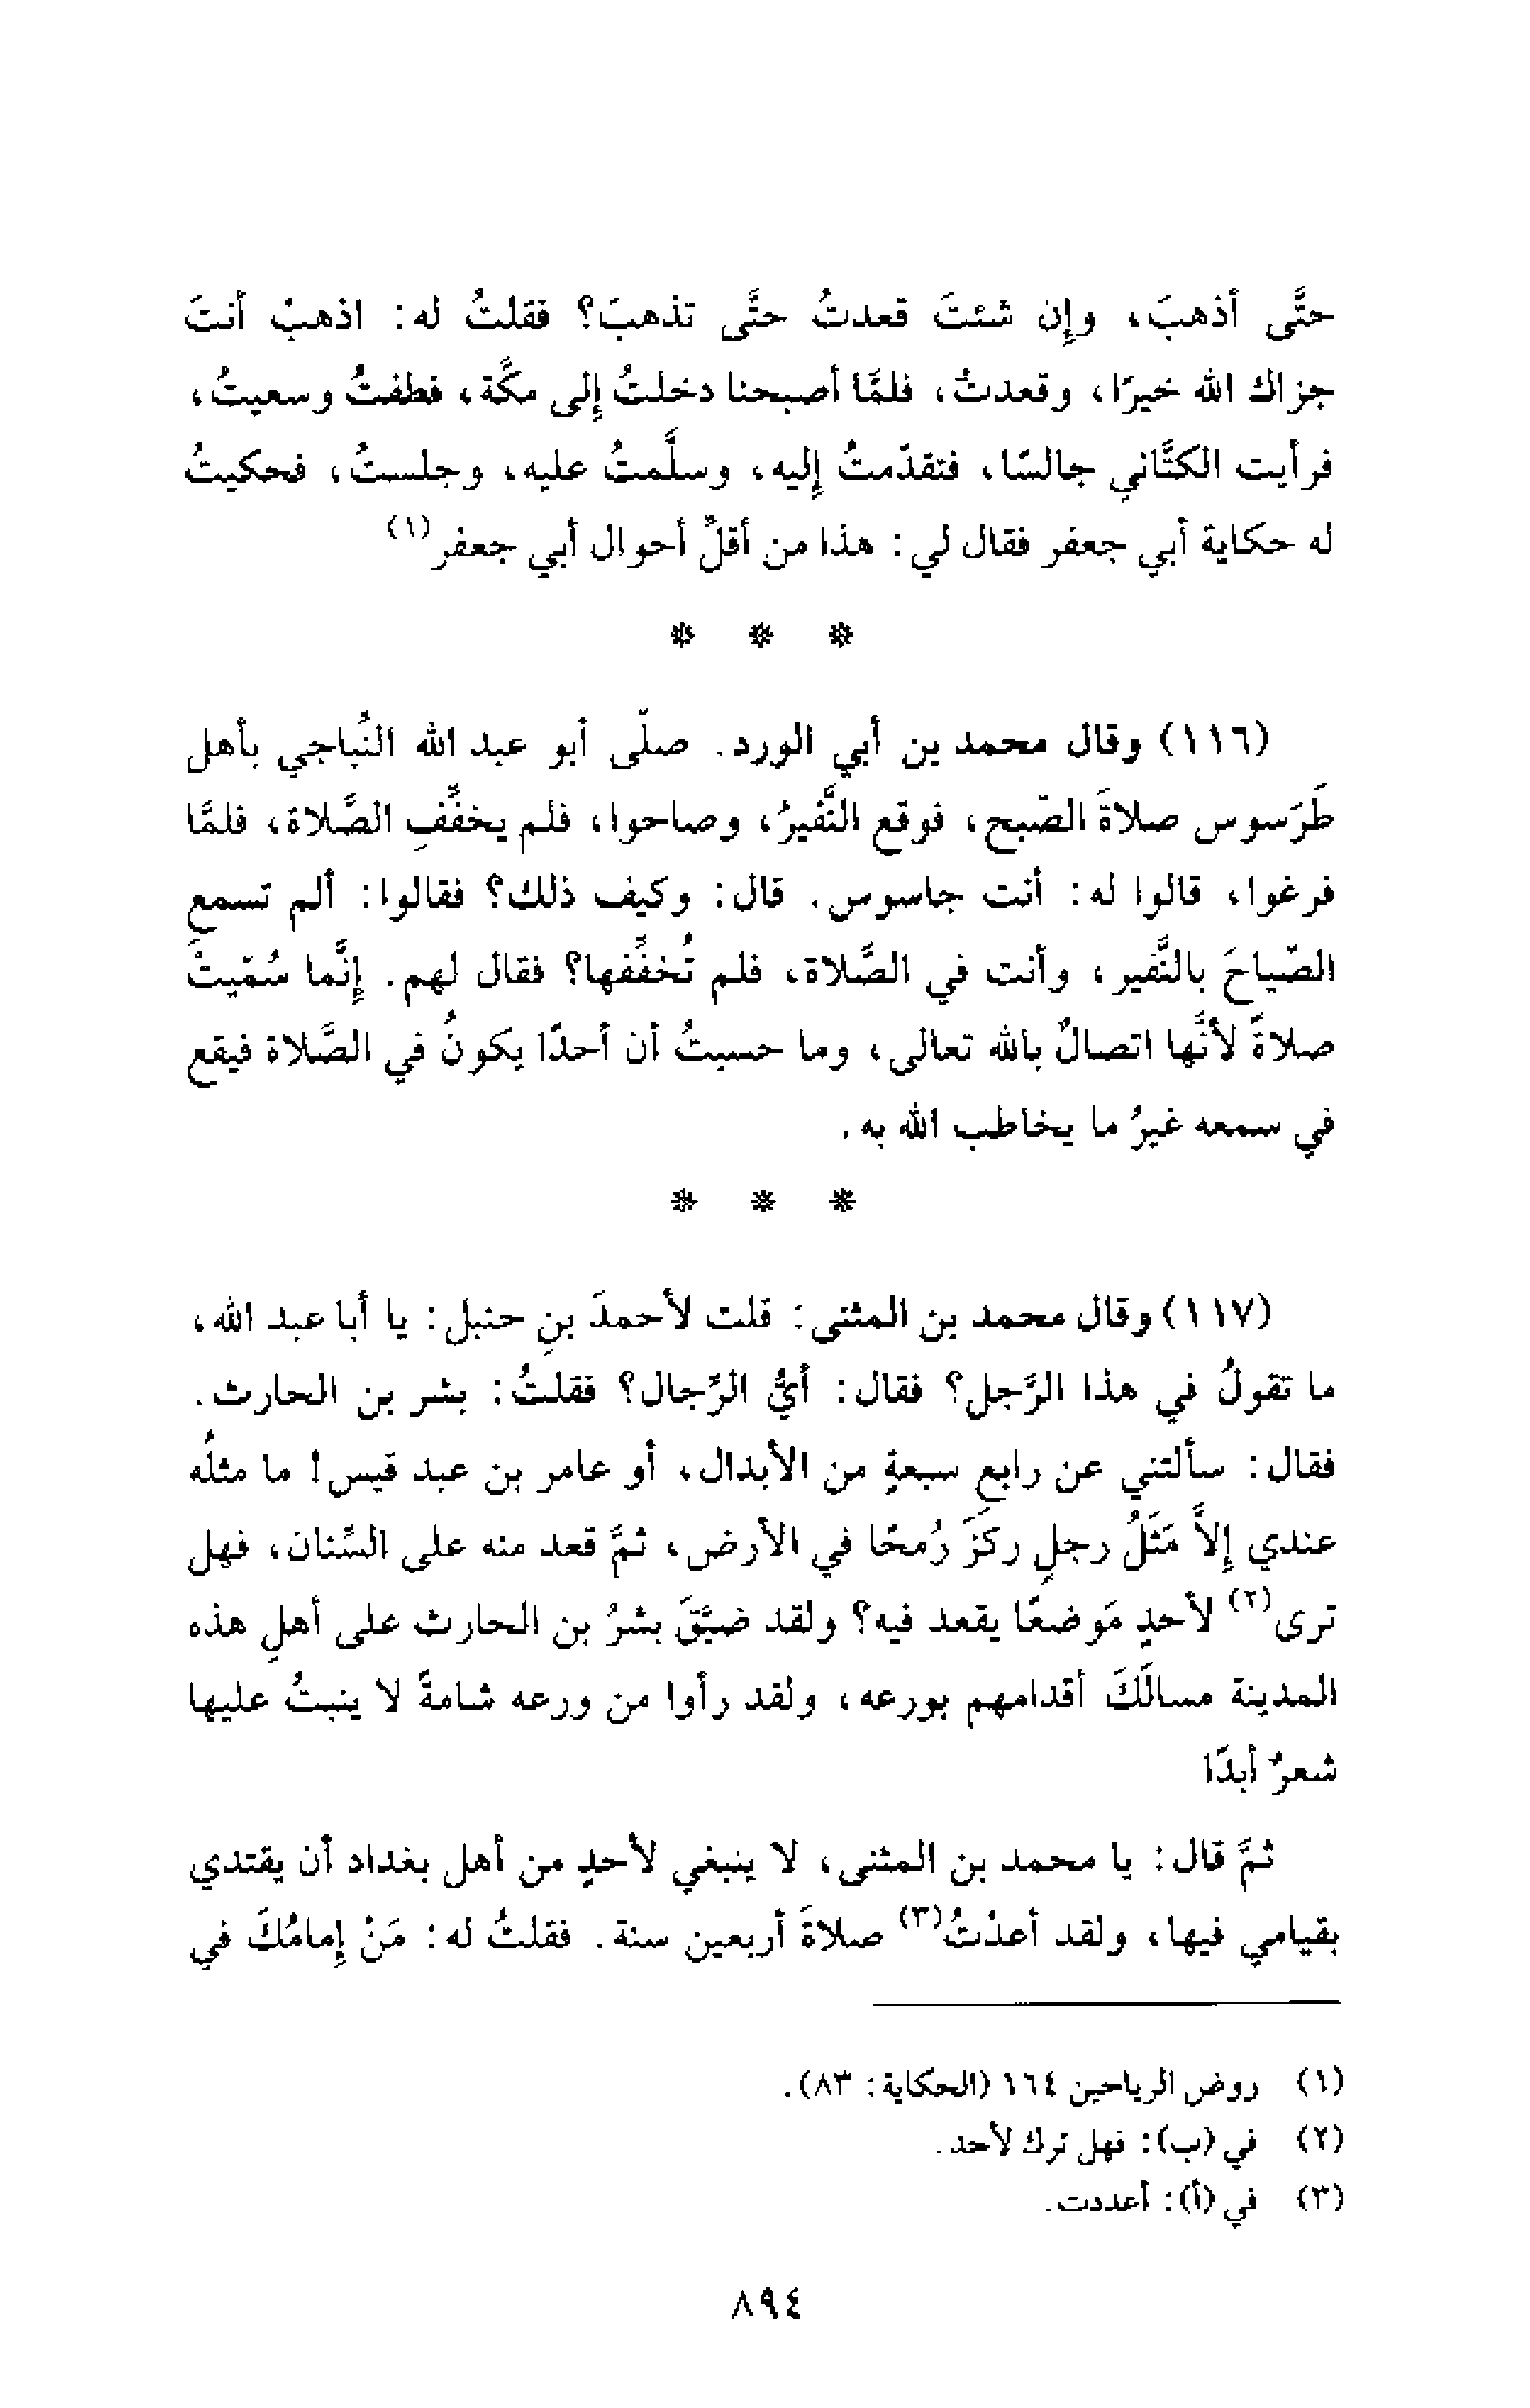 حتَّى أذهبَ، وإن شئتَ قعدتُ حتَّى تذهبَ؟ فقلتُ له: اذهبْ أنتَ
جزاك الله خيرًا، وقعدتُ، فلمَّا أصبحنا دخلتُ إلى مكَّة، فطفتُ وسعيتُ،
فرأيت الكتَّاني جالسًا، فتقدّمتُ إليه، وسلَّمتُ عليه، وجلستُ، فحكيتُ
له حكاية أبي جعفر فقال لي: هذا من أقلِّ أحوال أبي جعفر(١)
* * *
(١١٦) وقال محمد بن أبي الورد. صلّى أبو عبد الله النُّباجي بأهل
طَرَسوس صلاةَ الصّبح، فوقع النَّفيرُ، وصاحوا، فلم يخفِّفِ الصَّلاة، فلمَّا
فرغوا، قالوا له: أنت جاسوس. قال: وكيف ذلك؟ فقالوا: ألم تسمع
الصّياحَ بالنَّفير، وأنت في الصَّلاة، فلم تُخفِّفها؟ فقال لهم. إنَّما سُمّيتْ
صلاةً لأنَّها اتصالٌ بالله تعالى، وما حسبتُ أن أحدًا يكونُ في الصَّلاة فيقع
في سمعه غيرُ ما يخاطب الله به.
* * *
(١١٧) وقال محمد بن المثنى: قلت لأحمدَ بنِ حنبل: يا أبا عبد الله،
ما تقولُ في هذا الرَّجل؟ فقال: أيُّ الرِّجال؟ فقلتُ: بشر بن الحارث.
فقال: سألتني عن رابع سبعةٍ من الأبدال، أو عامر بن عبد قيس! ما مثلُه
عندي إلاَّ مَثَلُ رجلٍ ركَزَ رُمحًا في الأرض، ثمَّ قعد منه على السِّنان، فهل
ترى(٢) لأحدٍ مَوضعًا يقعد فيه؟ ولقد ضيَّقَ بشرُ بن الحارث على أهلِ هذه
المدينة مسالَكَ أقدامهم بورعه، ولقد رأوا من ورعه شامةً لا ينبتُ عليها
شعرٌ أبدًا
ثمَّ قال: يا محمد بن المثنى، لا ينبغي لأحدٍ من أهل بغداد أن يقتدي
بقيامي فيها، ولقد أعدْتُ(٣) صلاةَ أربعين سنة. فقلتُ له: مَنْ إمامُكَ في
(١) روض الرياحين ١٦٤ (الحكاية: ٨٣).
(٢) في (ب): فهل ترك لأحد.
(٣) في (أ): أعددت.
٨٩٤